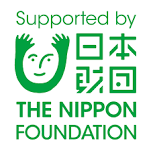 Supported by
日本
財団
THE NIPPON
FOUNDATION